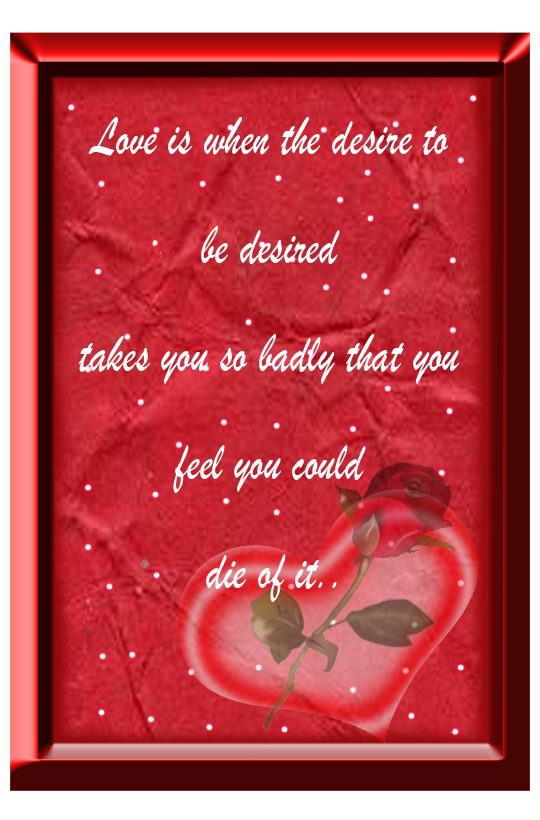 Love is when the desire to
be desired
takes you so badly that you
feel you could
die of it..